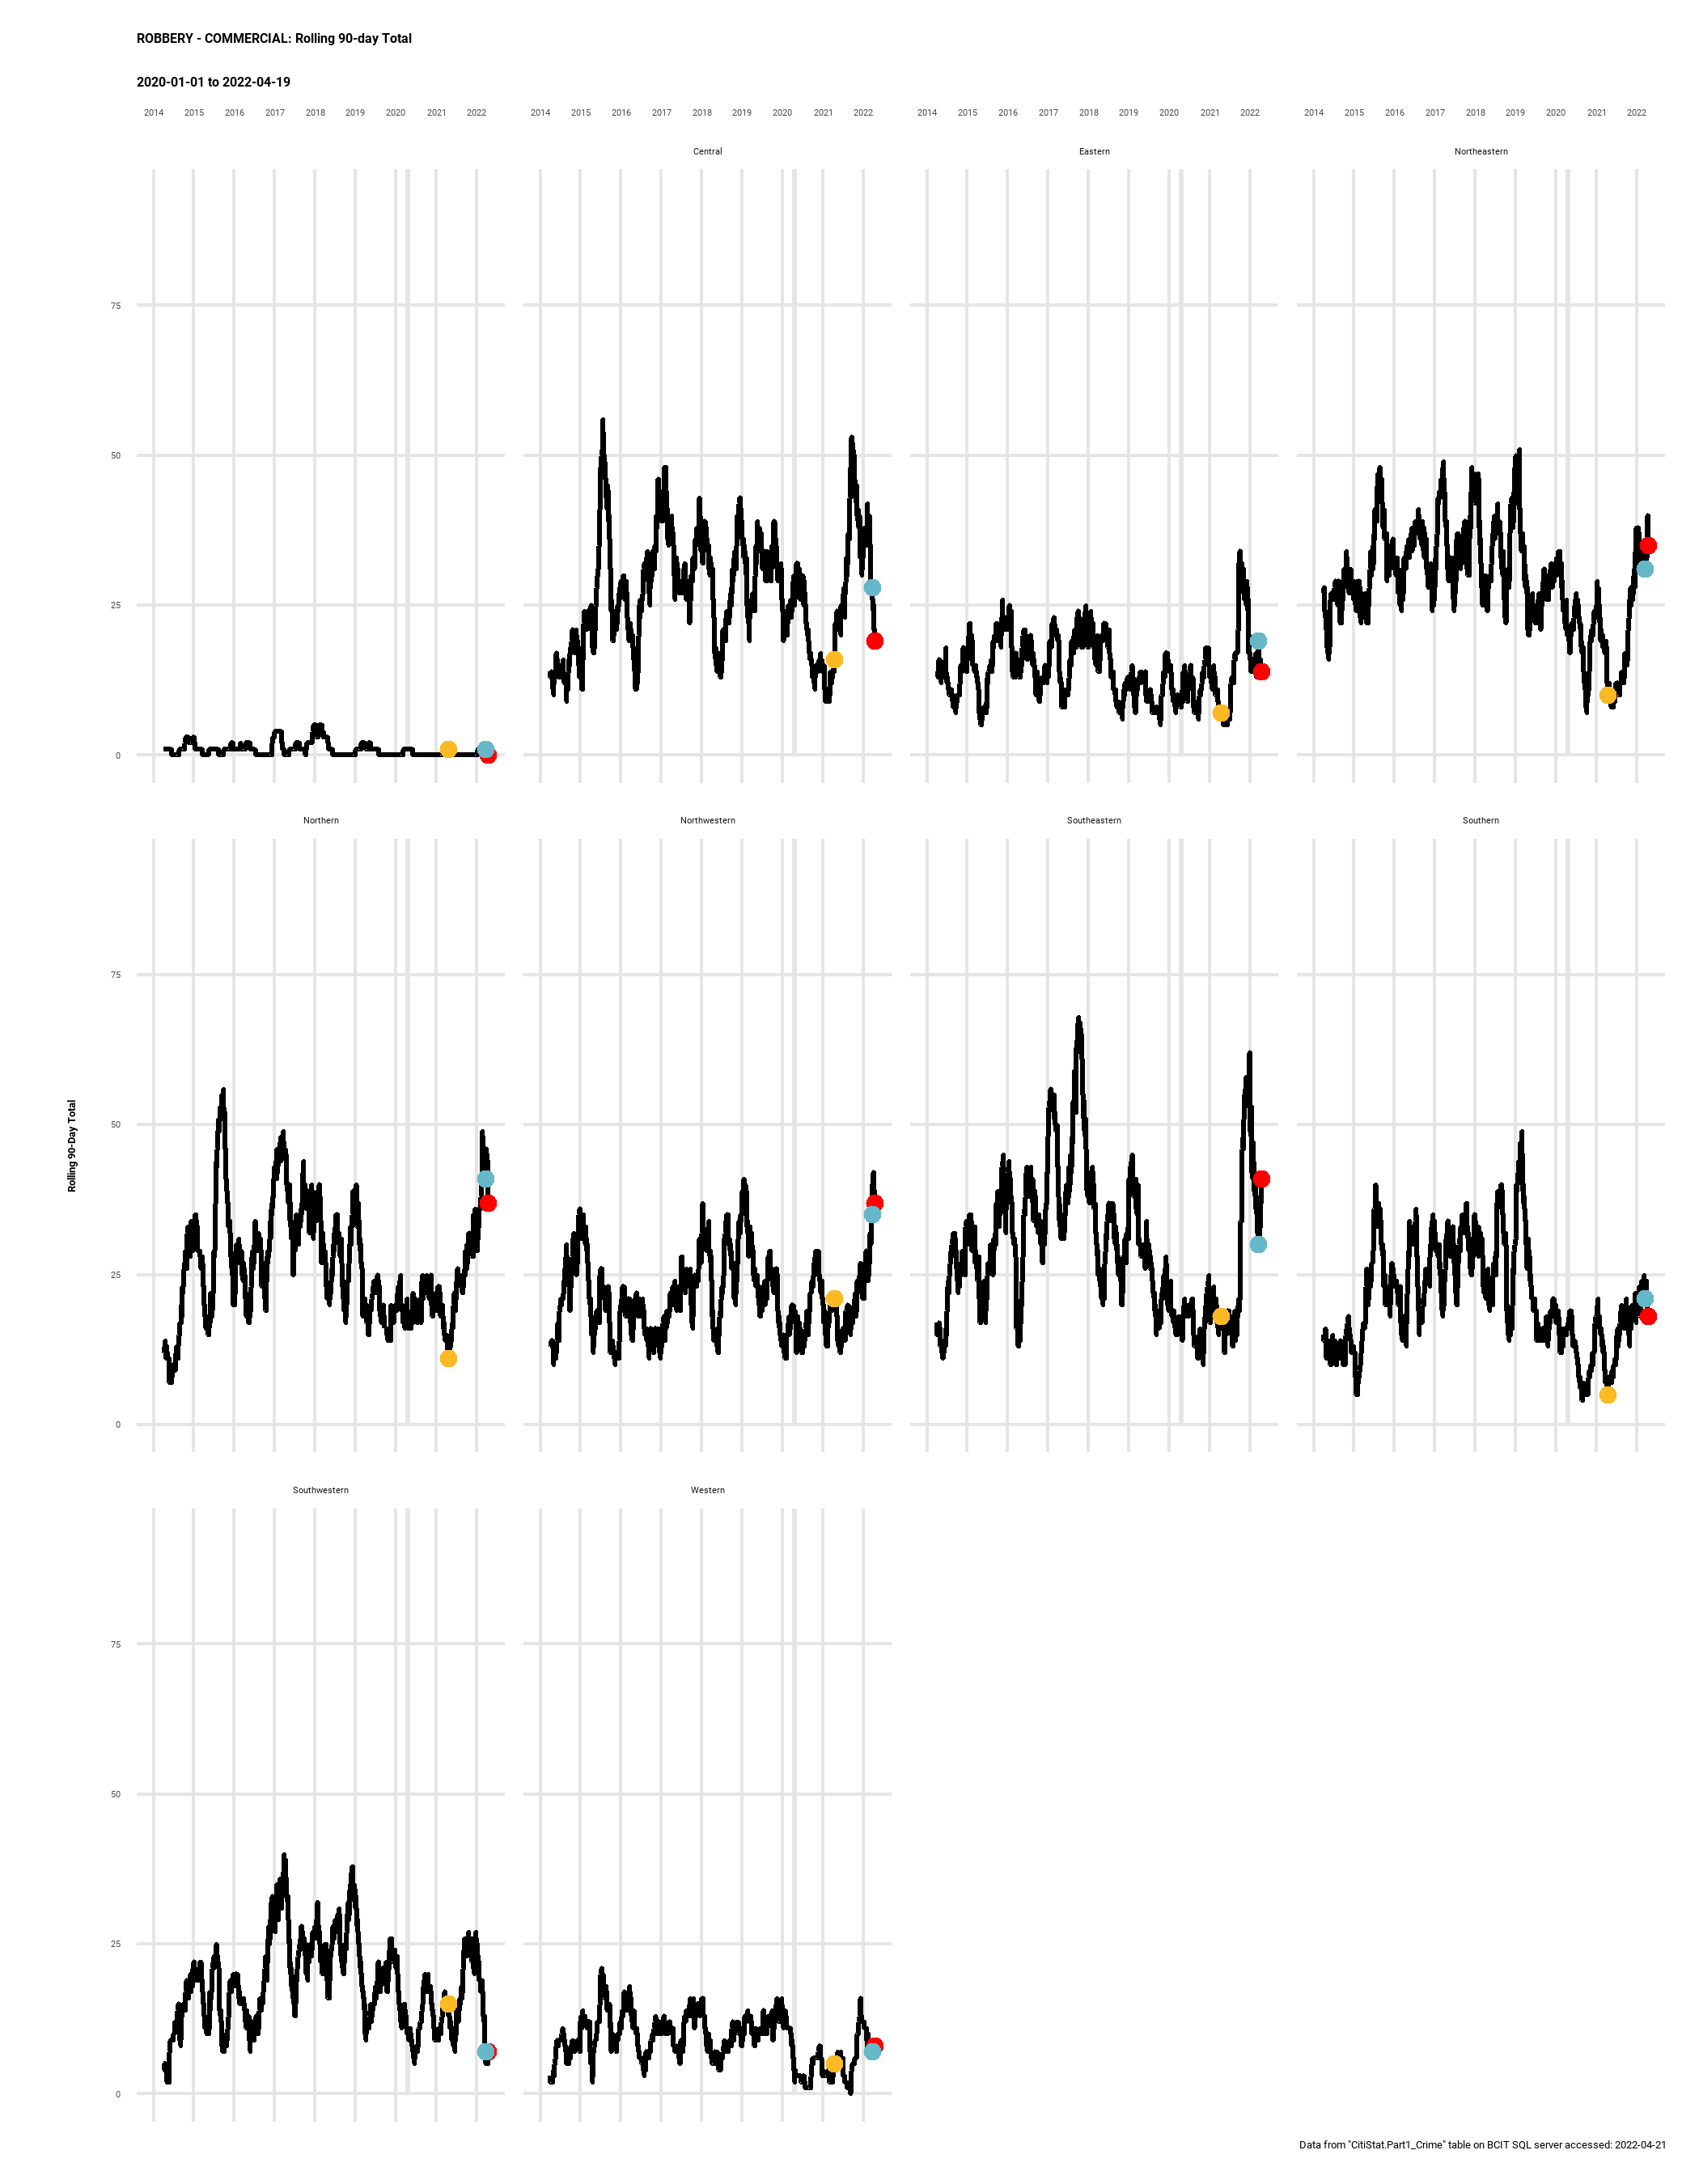 ROBBERY - COMMERCIAL: Rolling 90-day Total
2020-01-01 to 2022-04-19
2014 2015 2016 2017 2018 2019 2020 2021 2022 2014 2015 2016 2017 2018 2019 2020 2021 2022 2014 2015 2016 2017 2018 2019 2020 2021 2022 2014 2015 2016 2017 2018 2019 2020 2021 2022
Central Eastern Northeastern
75
50
25
0
Northern Northwestern Southeastern Southern
75
50
25
0
Rolling 90-Day Total
Southwestern Western
75
50
25
0
Data from "CitiStat.Part1_Crime" table on BCIT SQL server accessed: 2022-04-21